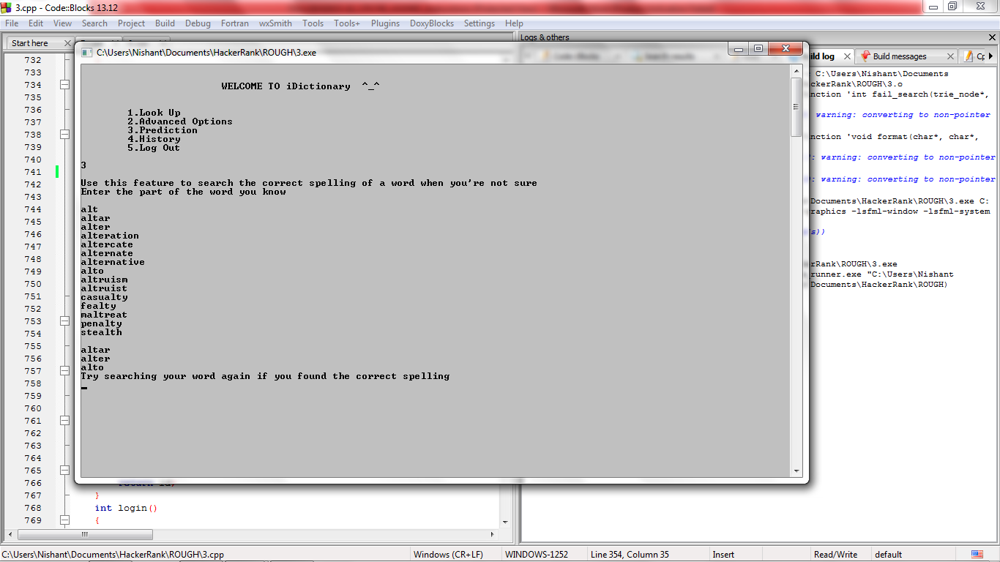 3.cpp - Code::Blocks 13.12
File Edit View Search Project Build Debug Fortran wxSmith Tools Tools+ Plugins DoxyBlocks Settings Help
Start here
Logs & others
C:\Users\Nishant\Documents\HackerRank\ROUGH\3.exe
ild log Build messages Cp
WELCOME TO iDictionary ^_^
1.Look Up
2.Advanced Options
3.Prediction
4.History
5.Log Out
3
Use this feature to search the correct spelling of a word when you're not sure
Enter the part of the word you know
alt
altar
alter
alteration
altercate
alternate
alternative
alto
altruism
altruist
casualty
fealty
maltreat
penalty
stealth
altar
alter
alto
Try searching your word again if you found the correct spelling
732
733
734
735
736
737
738
739
740
741
742
743
744
745
746
747
748
749
750
751
752
753
754
755
756
757
758
759
760
761
762
763
764
765
766
767 }
768 int login()
769 {
C:\Users\Nishant\Documents
ckerRank\ROUGH\3.o
nction 'int fail_search(trie_node*,
warning: converting to non-pointer
nction 'void format(char*, char*,
: warning: converting to non-pointer
: warning: converting to non-pointer
Documents\HackerRank\ROUGH\3.exe C:
raphics -lsfml-window -lsfml-system
s))
rRank\ROUGH\3.exe
runner.exe "C:\Users\Nishant
Documents\HackerRank\ROUGH)
C:\Users\Nishant\Documents\HackerRank\ROUGH\3.cpp Windows (CR+LF) WINDOWS-1252 Line 354, Column 35 Insert Read/Write default